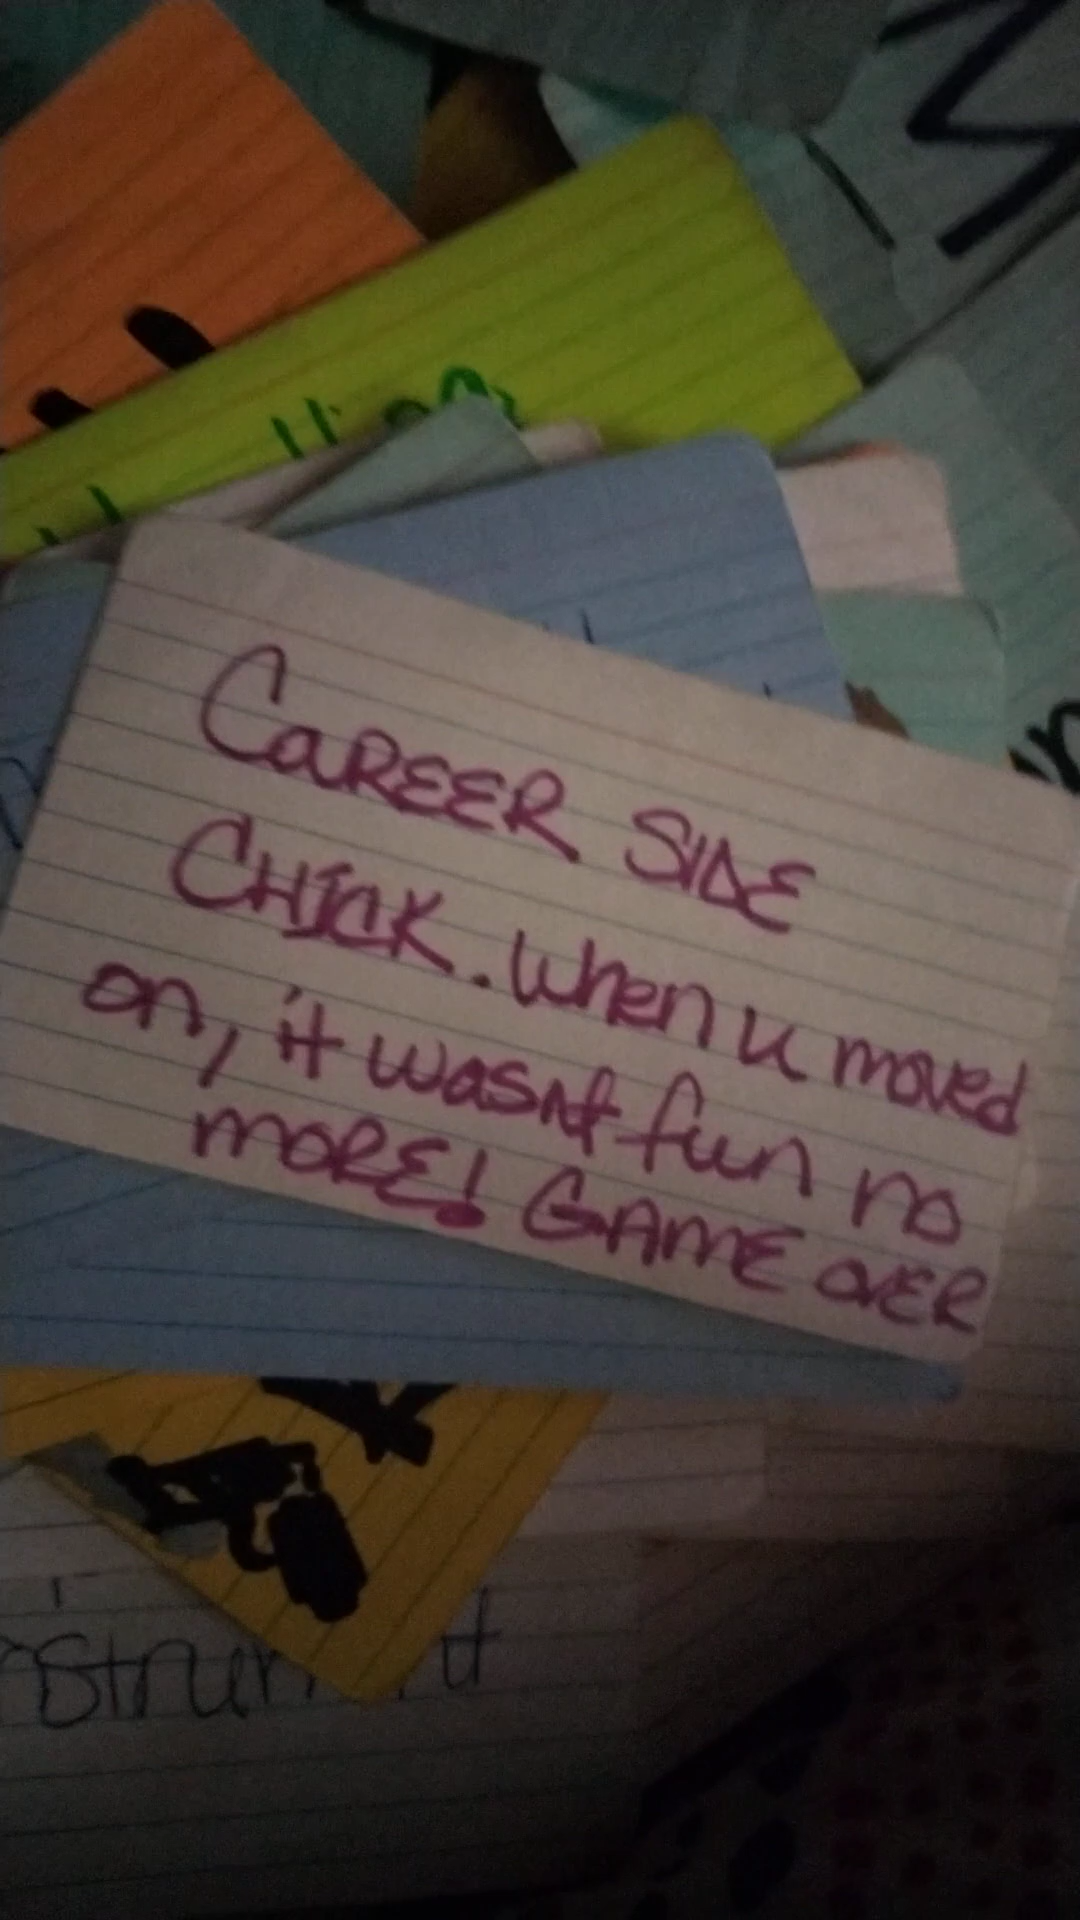 CAREER SIDE
CHICK. When u moved
on, it wasnt fun no
MORE! GAME OVER